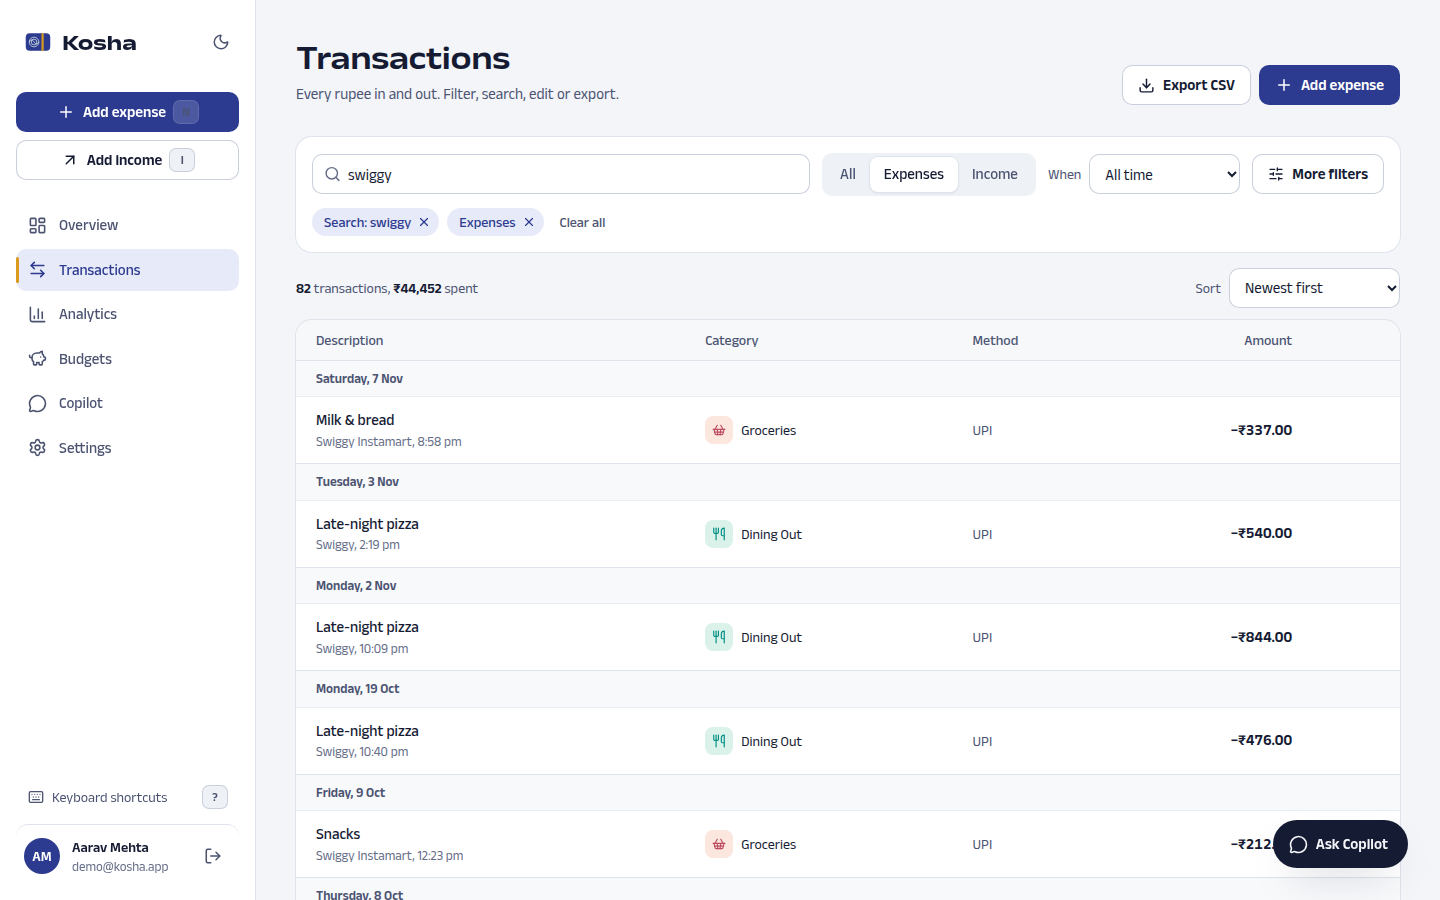 Kosha
Add expense
Add income I
Overview
Transactions
Analytics
Budgets
Copilot
Settings
Keyboard shortcuts ?
AM
Aarav Mehta
demo@kosha.app
Transactions
Every rupee in and out. Filter, search, edit or export.
Export CSV
Add expense
swiggy
All Expenses Income When All time More filters
Search: swiggy Expenses Clear all
82 transactions, ₹44,452 spent
Sort Newest first
Description Category Method Amount
Saturday, 7 Nov
Milk & bread
Swiggy Instamart, 8:58 pm
Groceries UPI −₹337.00
Tuesday, 3 Nov
Late-night pizza
Swiggy, 2:19 pm
Dining Out UPI −₹540.00
Monday, 2 Nov
Late-night pizza
Swiggy, 10:09 pm
Dining Out UPI −₹844.00
Monday, 19 Oct
Late-night pizza
Swiggy, 10:40 pm
Dining Out UPI −₹476.00
Friday, 9 Oct
Snacks
Swiggy Instamart, 12:23 pm
Groceries UPI −₹212.
Ask Copilot
Thursday, 8 Oct